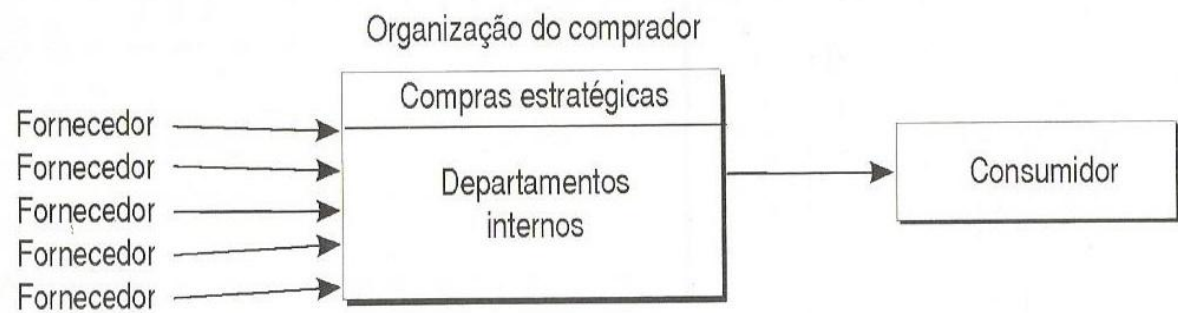 Organização do comprador
Compras estratégicas
Fornecedor
Fornecedor
Fornecedor
Fornecedor
Fornecedor
Departamentos
internos
Consumidor